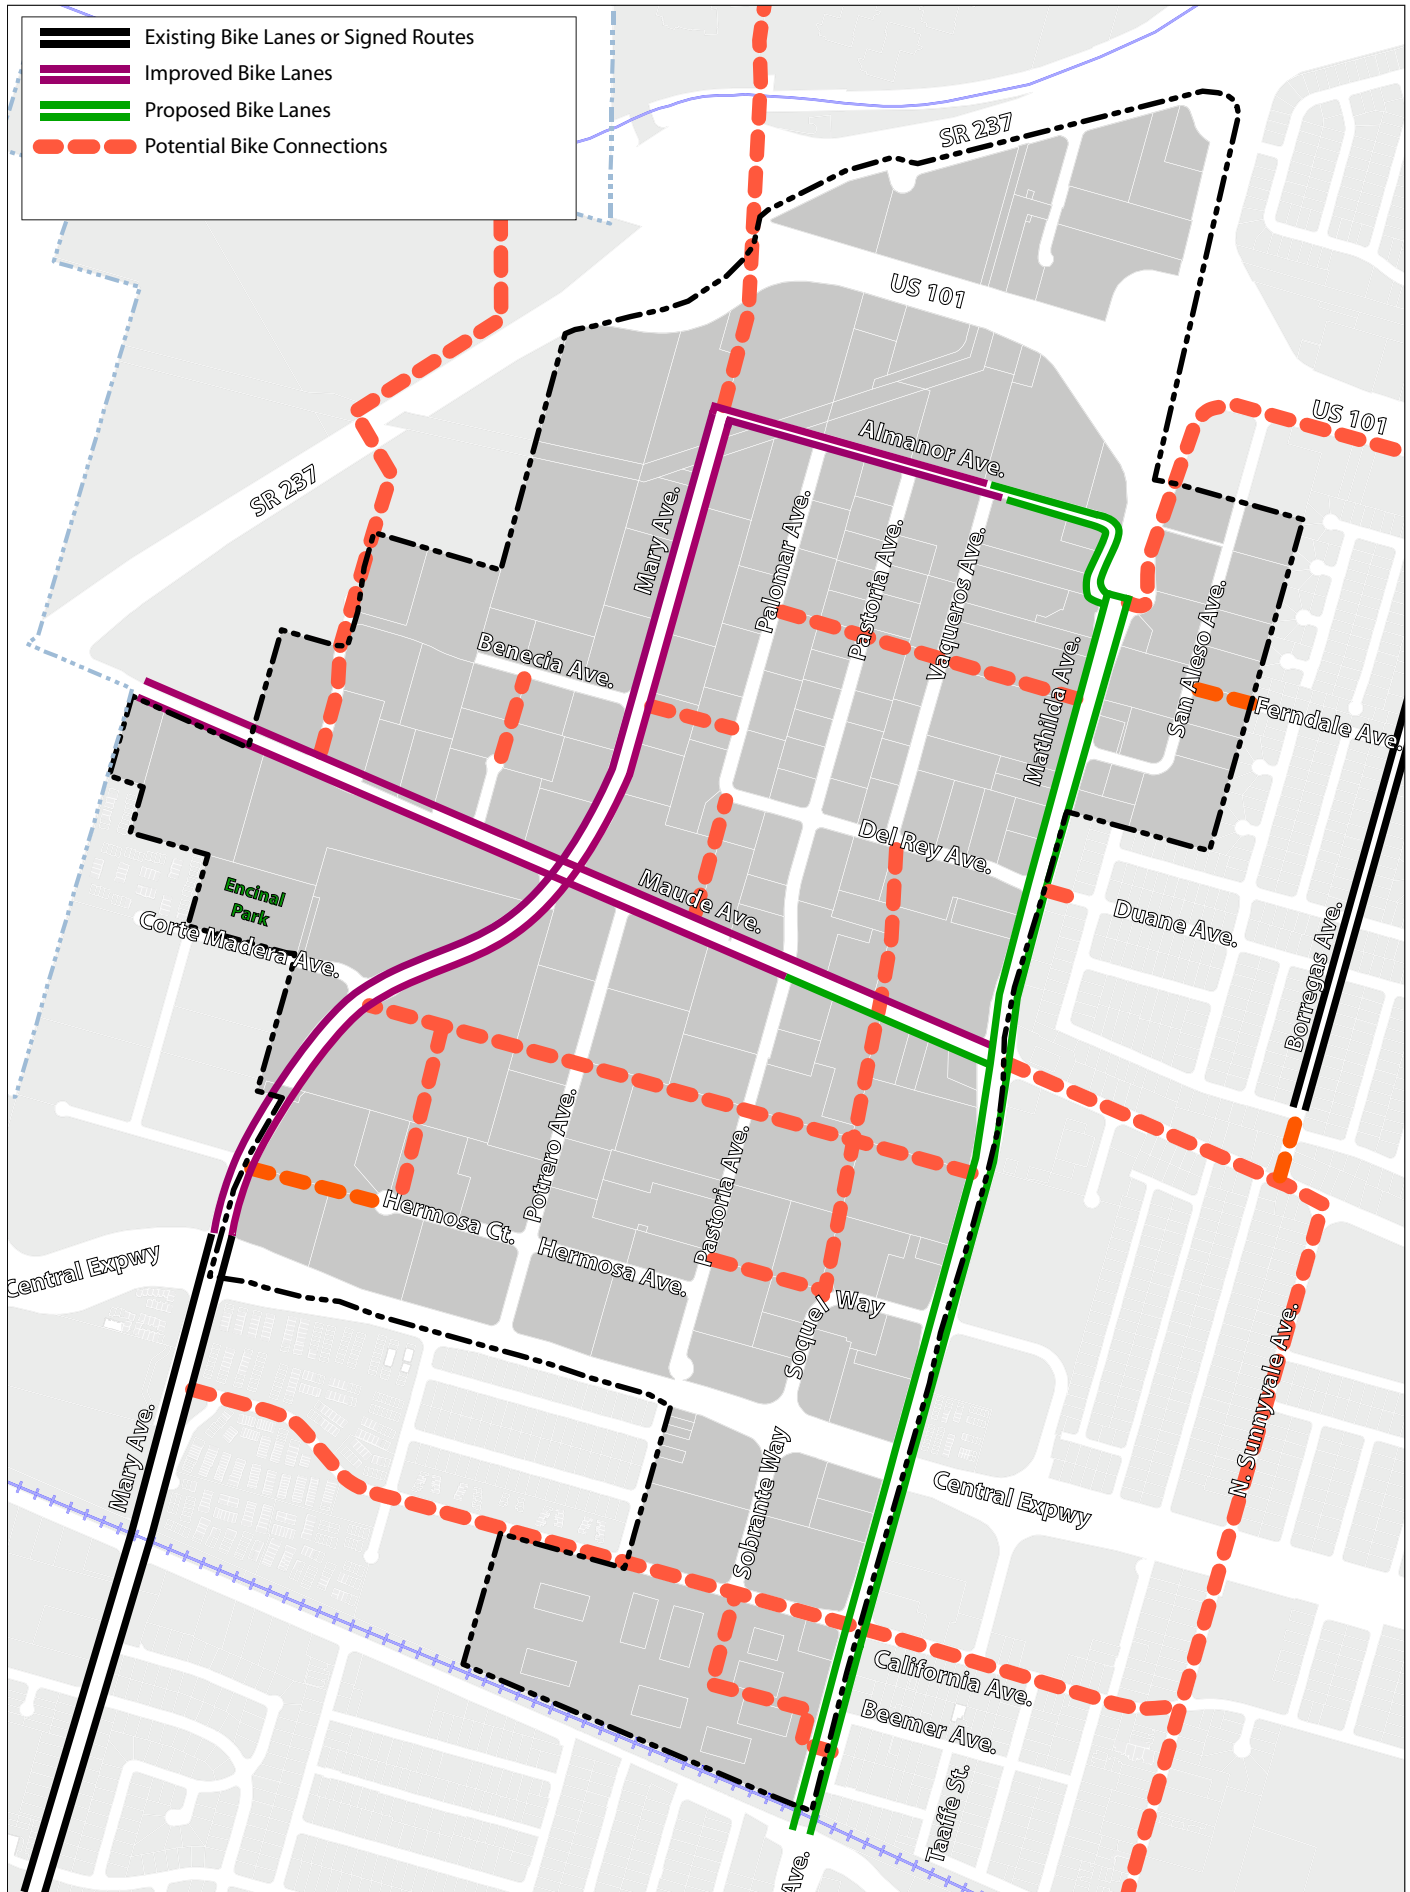 Existing Bike Lanes or Signed Routes
Improved Bike Lanes
Proposed Bike Lanes
Potential Bike Connections
SR 237
US 101
US 101
Almanor Ave.
SR 237
Mary Ave.
Palomar Ave.
Pastoria Ave.
Vaqueros Ave.
San Aleso Ave.
Benecia Ave.
Mathilda Ave.
Ferndale Ave.
Del Rey Ave.
Encinal
Park
Maude Ave.
Duane Ave.
Corte Madera Ave.
Borregas Ave.
Potrero Ave.
Pastoria Ave.
Hermosa Ct.
Hermosa Ave.
Central Expwy
Soquel Way
N. Sunnyvale Ave.
Mary Ave.
Sobrante Way
Central Expwy
California Ave.
Beemer Ave.
Taaffe St.
Ave.